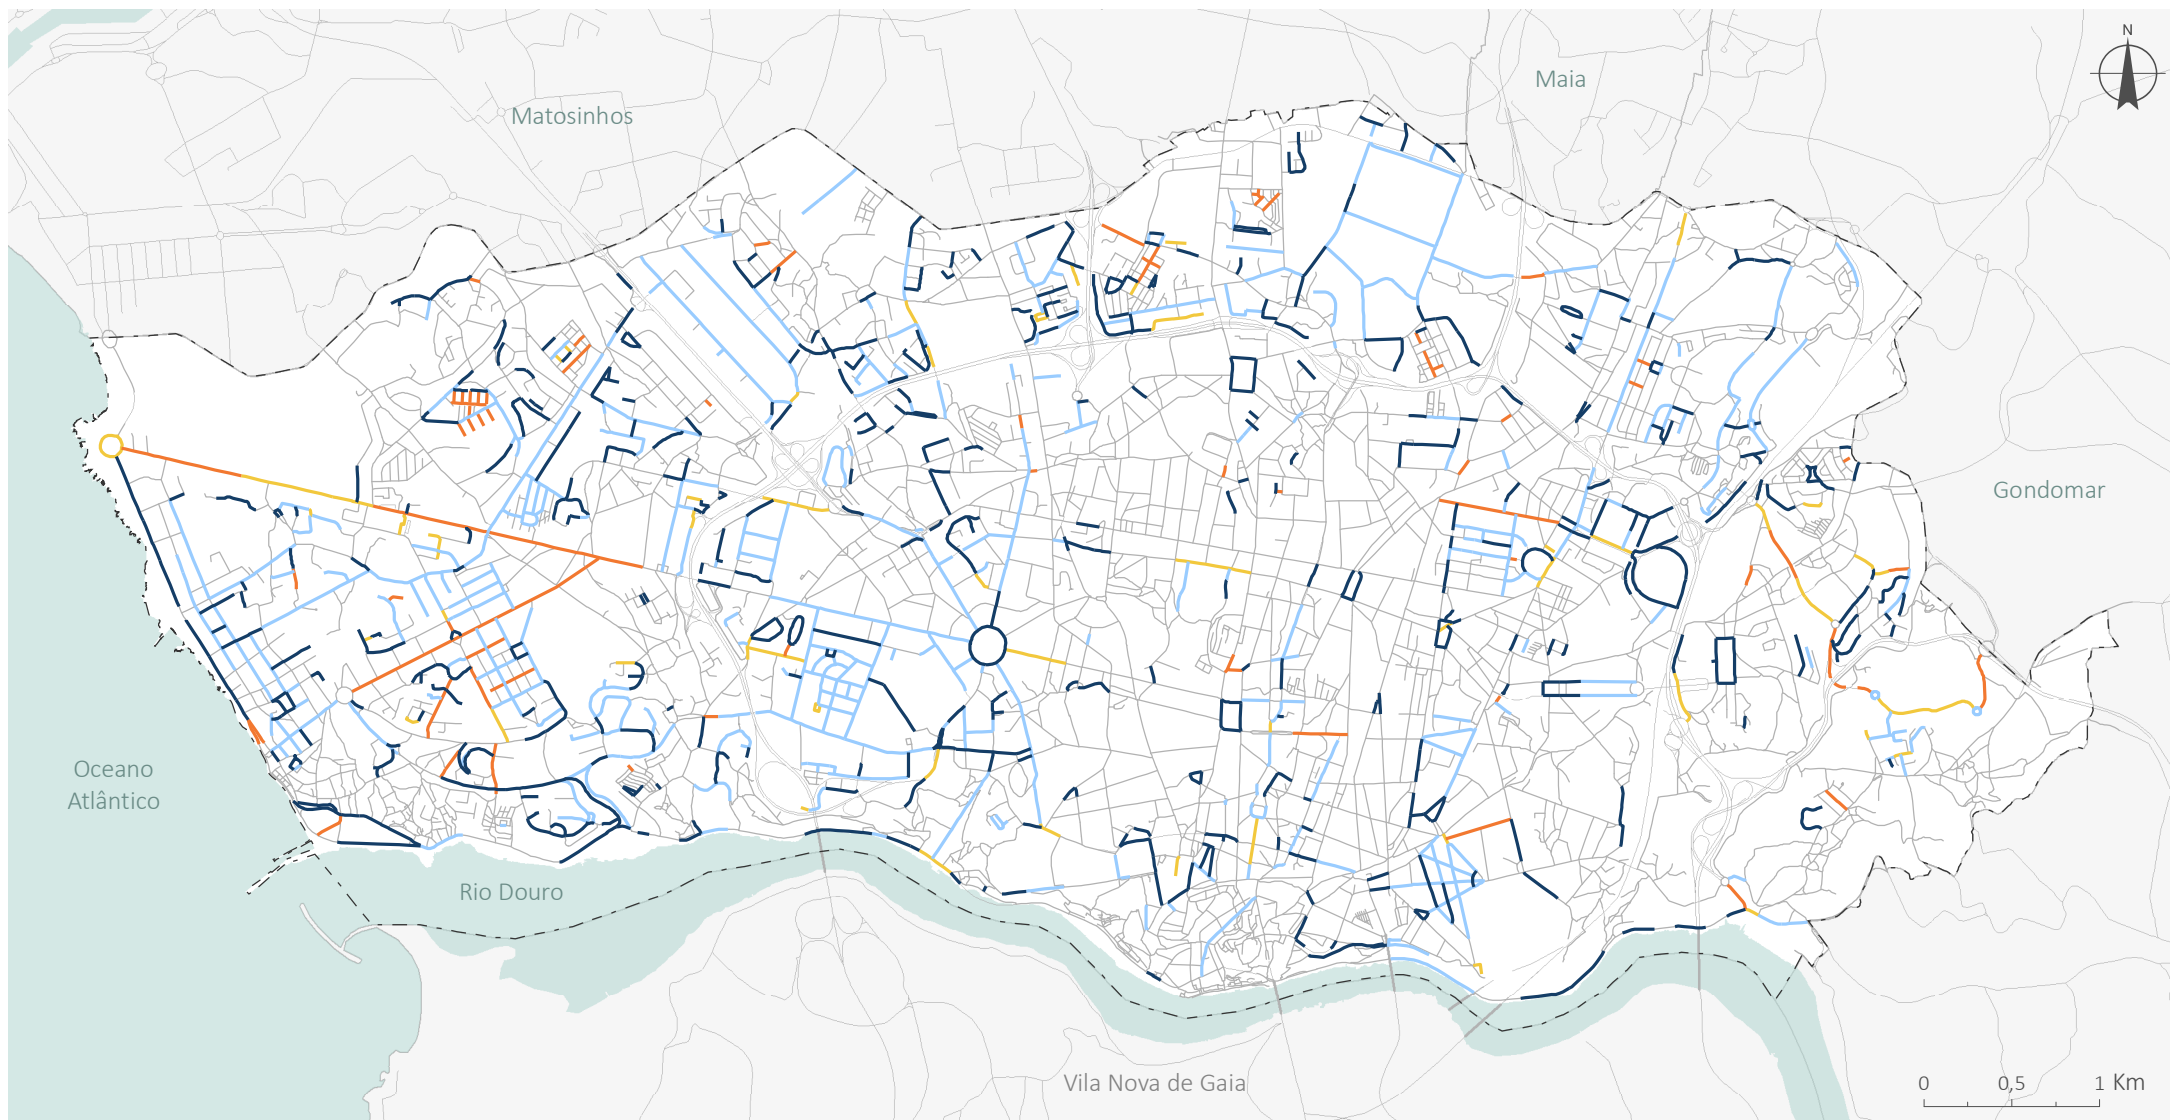 N
Maia
Matosinhos
Gondomar
Oceano
Atlântico
Rio Douro
Vila Nova de Gaia
0 0,5 1 Km